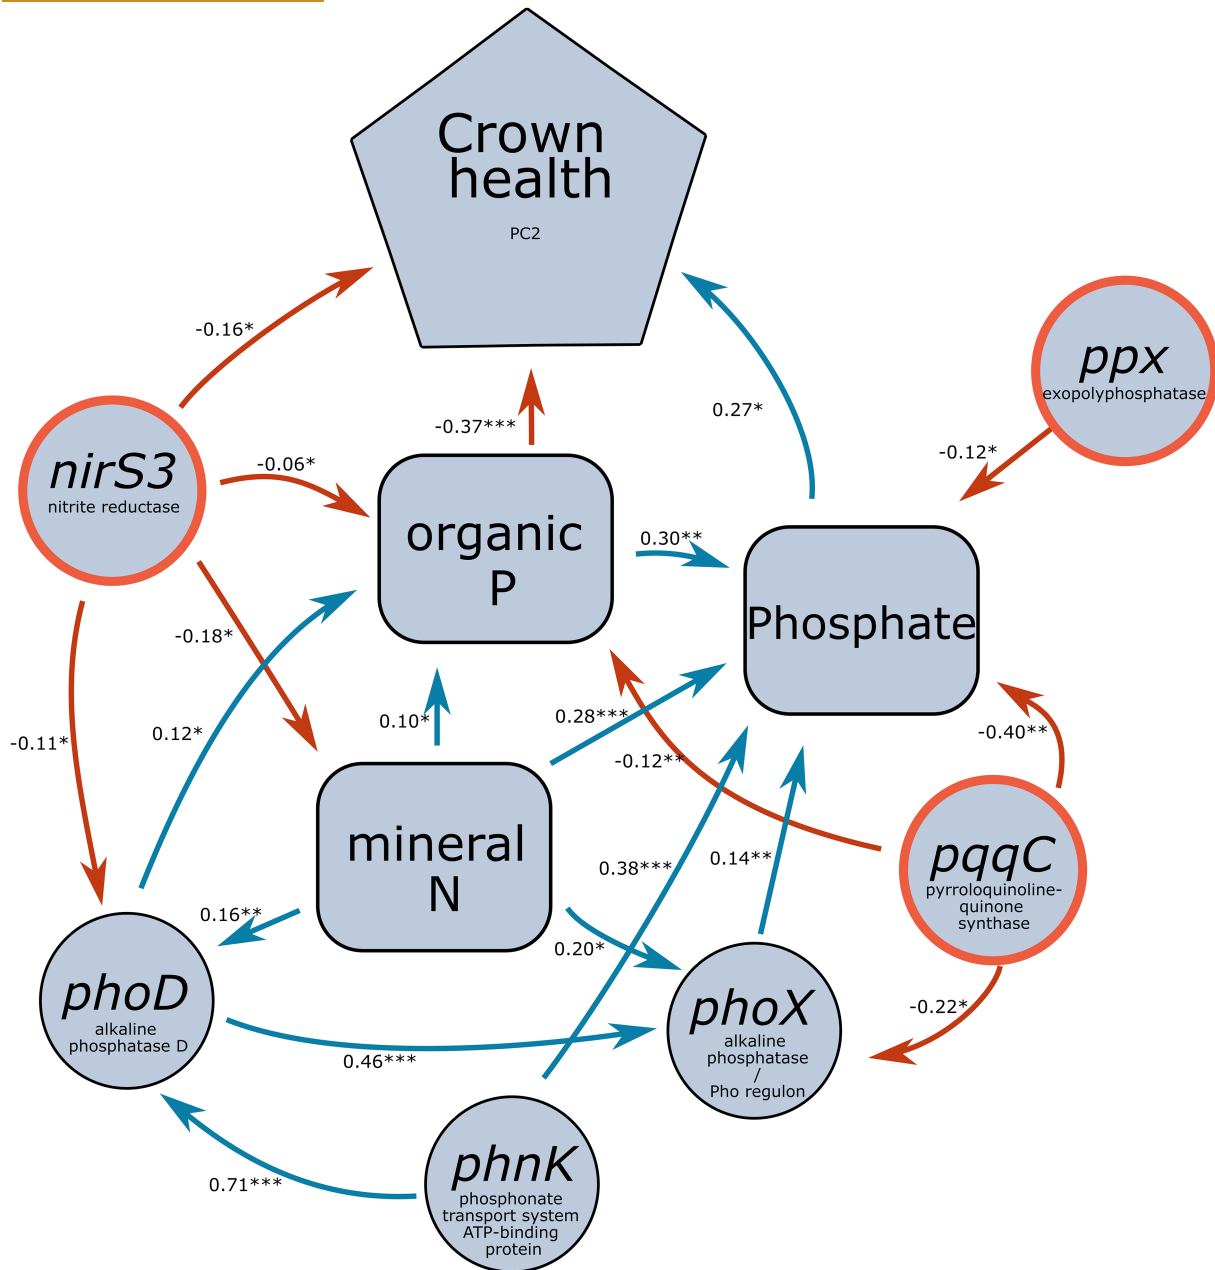 Crown
health
PC2
-0.16*
ppx
exopolyphosphatase
0.27*
-0.37***
-0.12*
nirS3
nitrite reductase
-0.06*
organic
P
0.30**
Phosphate
-0.18*
0.12*
0.10*
0.28***
-0.12**
-0.40**
-0.11*
mineral
N
0.38***
0.14**
pqqC
pyrroloquinoline-
quinone
synthase
0.16**
0.20*
phoD
alkaline
phosphatase D
phoX
alkaline
phosphatase
/
Pho regulon
-0.22*
0.46***
0.71***
phnK
phosphonate
transport system
ATP-binding
protein